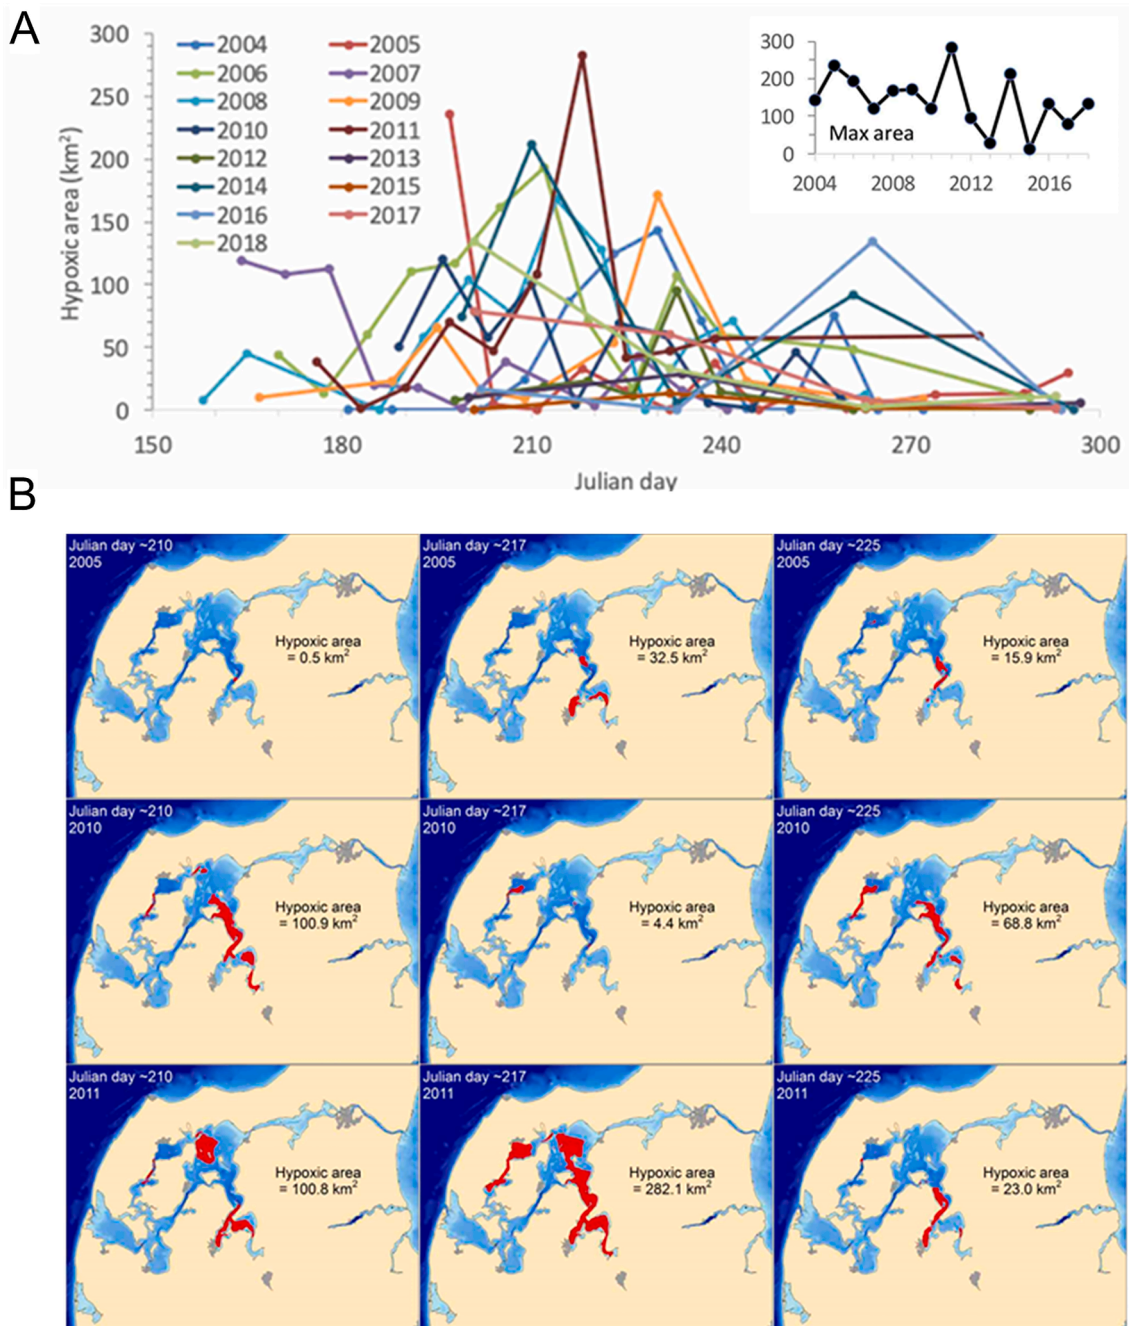 A
300
250
200
150
100
50
0
Hypoxic area (km²)
2004 2005
2006 2007
2008 2009
2010 2011
2012 2013
2014 2015
2016 2017
2018
300
200
100
0
Max area
2004 2008 2012 2016
150 180 210 240 270 300
Julian day
B
Julian day ~210
2005
Hypoxic area
= 0.5 km²
Julian day ~217
2005
Hypoxic area
= 32.5 km²
Julian day ~225
2005
Hypoxic area
= 15.9 km²
Julian day ~210
2010
Hypoxic area
= 100.9 km²
Julian day ~217
2010
Hypoxic area
= 4.4 km²
Julian day ~225
2010
Hypoxic area
= 68.8 km²
Julian day ~210
2011
Hypoxic area
= 100.8 km²
Julian day ~217
2011
Hypoxic area
= 282.1 km²
Julian day ~225
2011
Hypoxic area
= 23.0 km²